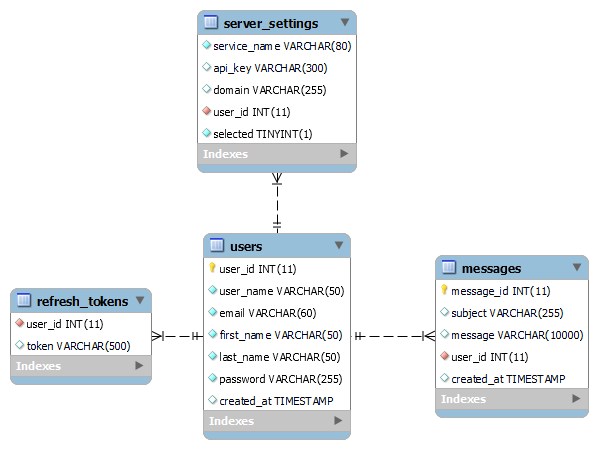 server_settings
service_name VARCHAR(80)
api_key VARCHAR(300)
domain VARCHAR(255)
user_id INT(11)
selected TINYINT(1)
Indexes
users
user_id INT(11)
user_name VARCHAR(50)
email VARCHAR(60)
first_name VARCHAR(50)
last_name VARCHAR(50)
password VARCHAR(255)
created_at TIMESTAMP
Indexes
refresh_tokens
user_id INT(11)
token VARCHAR(500)
Indexes
messages
message_id INT(11)
subject VARCHAR(255)
message VARCHAR(10000)
user_id INT(11)
created_at TIMESTAMP
Indexes